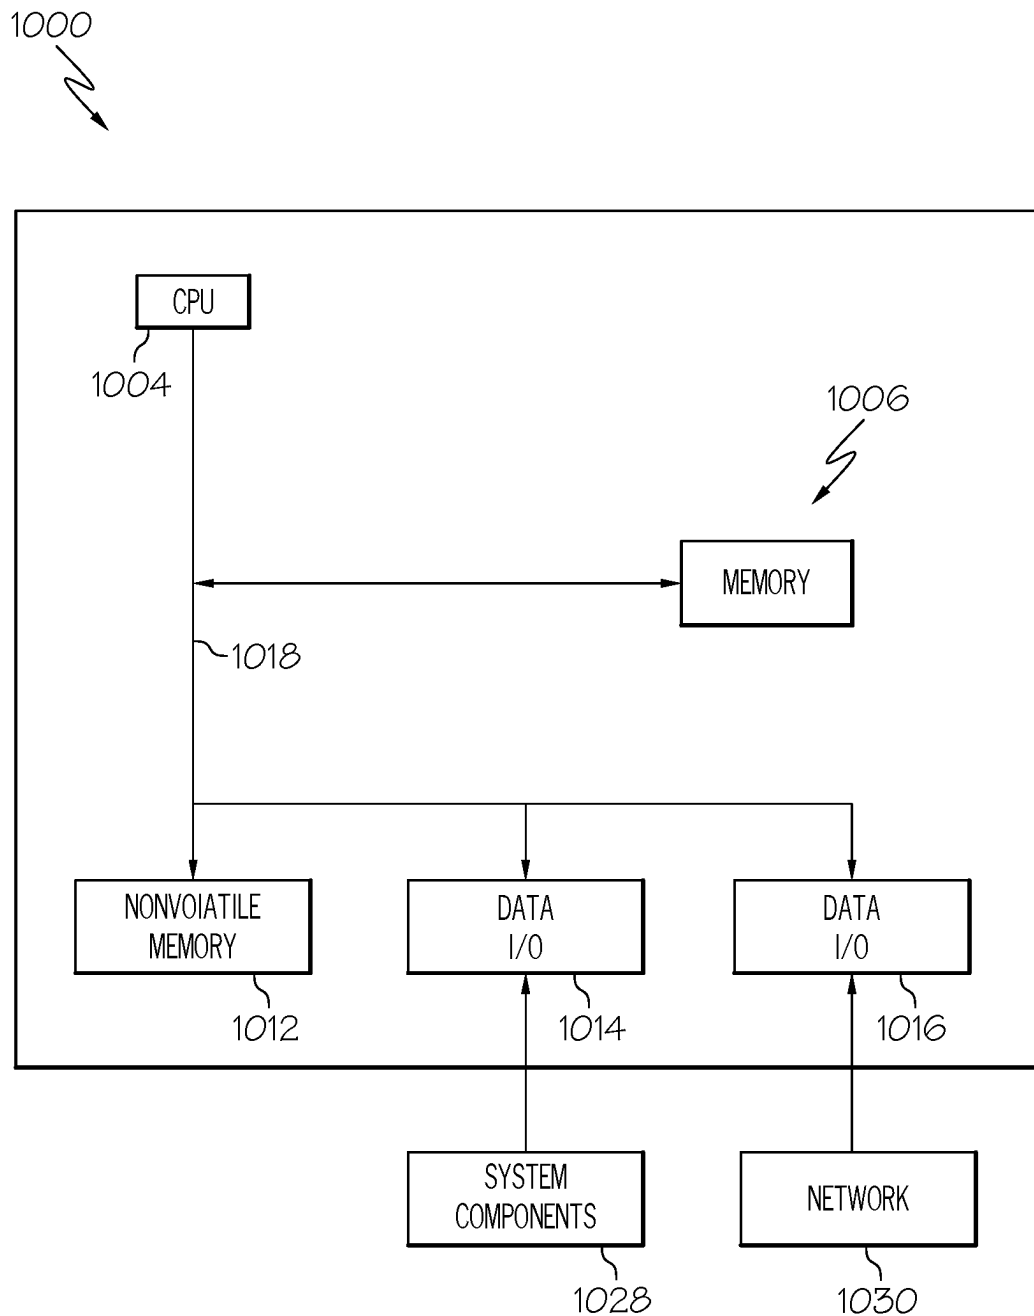 1000
CPU
1004
1006
MEMORY
1018
NONVOIATILE
MEMORY
DATA
I/O
DATA
I/O
1012
1014
1016
SYSTEM
COMPONENTS
NETWORK
1028
1030